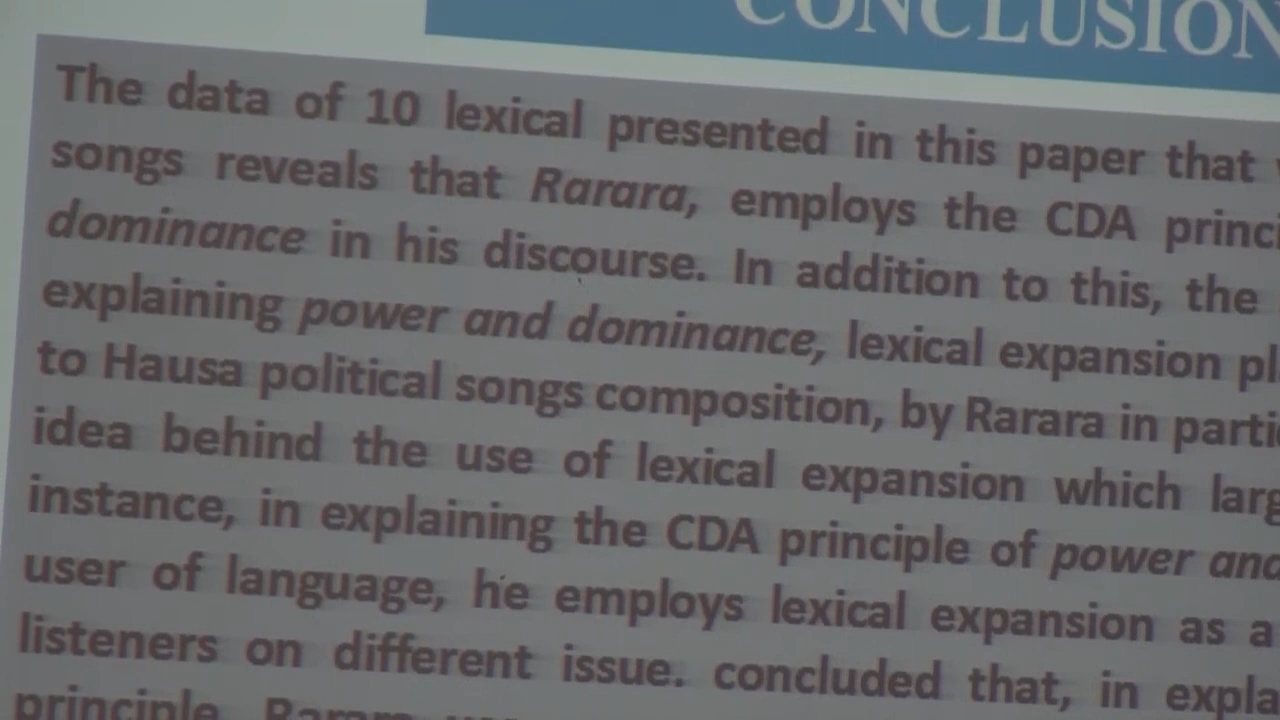 CONCLUSION
The data of 10 lexical presented in this paper that
songs reveals that Rarara, employs the CDA princi
dominance in his discourse. In addition to this, the
explaining power and dominance, lexical expansion pl
to Hausa political songs composition, by Rarara in partic
idea behind the use of lexical expansion which larg
instance, in explaining the CDA principle of power and
user of language, he employs lexical expansion as a
listeners on different issue. concluded that, in expla
principle, Rarara